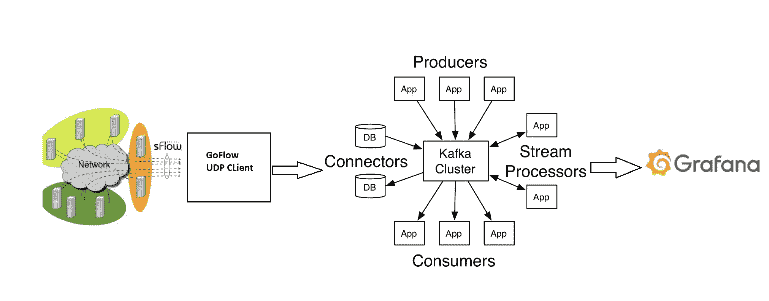 Producers
App
App
App
sFlow
GoFlow
UDP CLient
Network
DB
App
Connectors
Kafka
Cluster
Stream
Processors
Grafana
DB
App
App
App
App
Consumers